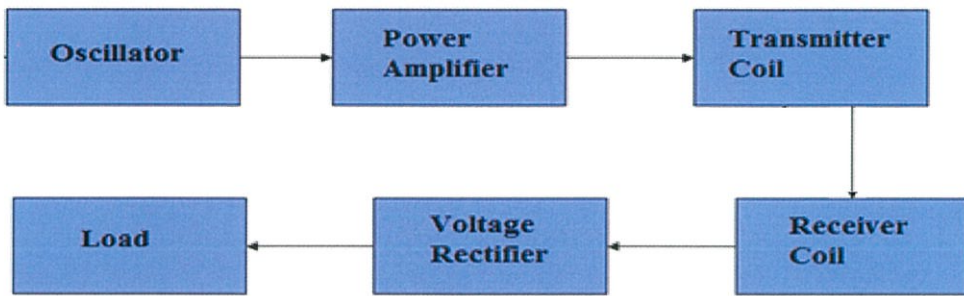 Oscillator
Power
Amplifier
Transmitter
Coil
Receiver
Coil
Voltage
Rectifier
Load